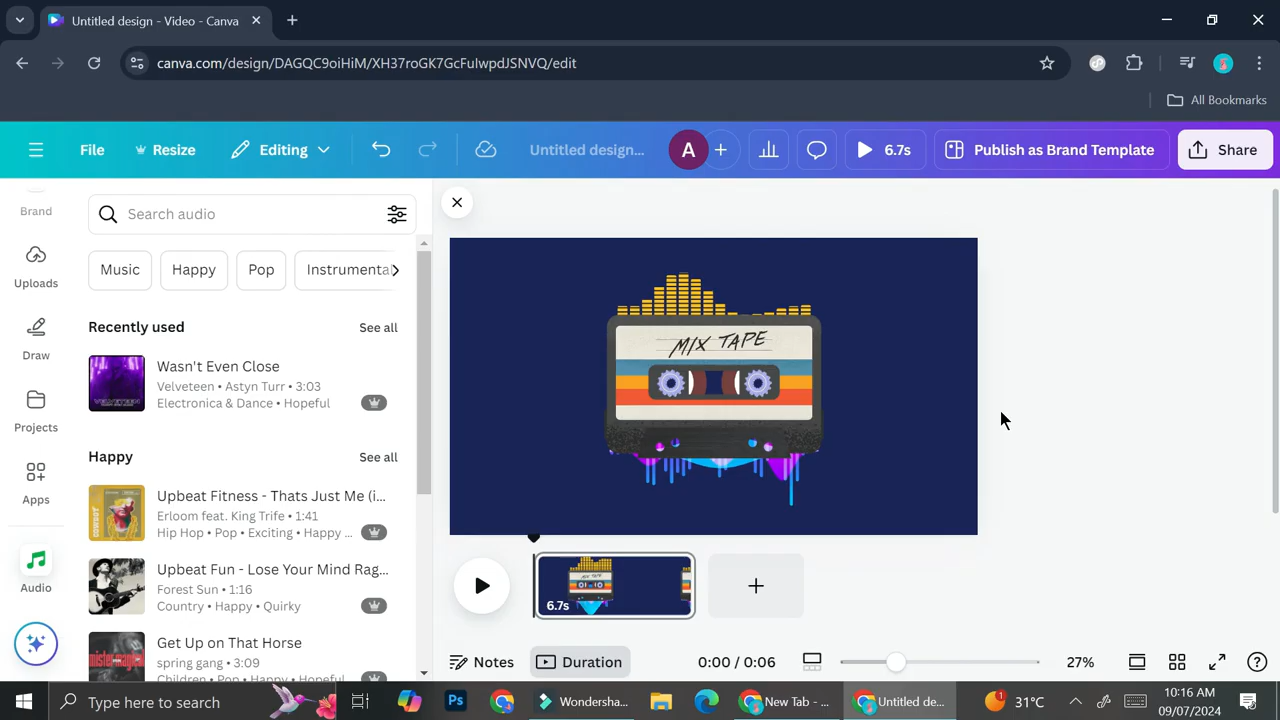 Untitled design - Video - Canva
canva.com/design/DAGQC9oiHiM/XH37roGK7GcFulwpdJSNVQ/edit
All Bookmarks
File
Resize
Editing
Untitled design...
A
6.7s
Publish as Brand Template
Share
Brand
Uploads
Draw
Projects
Apps
Audio
Search audio
Music
Happy
Pop
Instrumental
Recently used
See all
Wasn't Even Close
Velveteen • Astyn Turr • 3:03
Electronica & Dance • Hopeful
Happy
See all
Upbeat Fitness - Thats Just Me (i...
Erloom feat. King Trife • 1:41
Hip Hop • Pop • Exciting • Happy ...
Upbeat Fun - Lose Your Mind Rag...
Forest Sun • 1:16
Country • Happy • Quirky
Get Up on That Horse
spring gang • 3:09
MIX TAPE
6.7s
Notes
Duration
0:00 / 0:06
27%
Type here to search
Ps
Wondersha...
New Tab - ...
Untitled de...
1
31°C
10:16 AM
09/07/2024